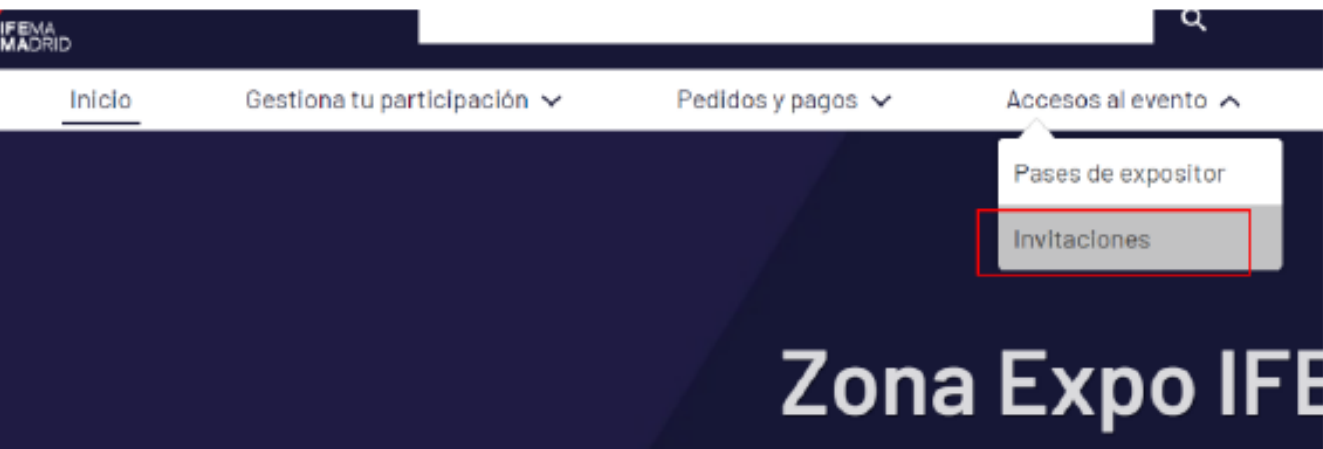 IFEMA
MADRID
Inicio
Gestiona tu participación
Pedidos y pagos
Accesos al evento
Pases de expositor
Invitaciones
Zona Expo IFE